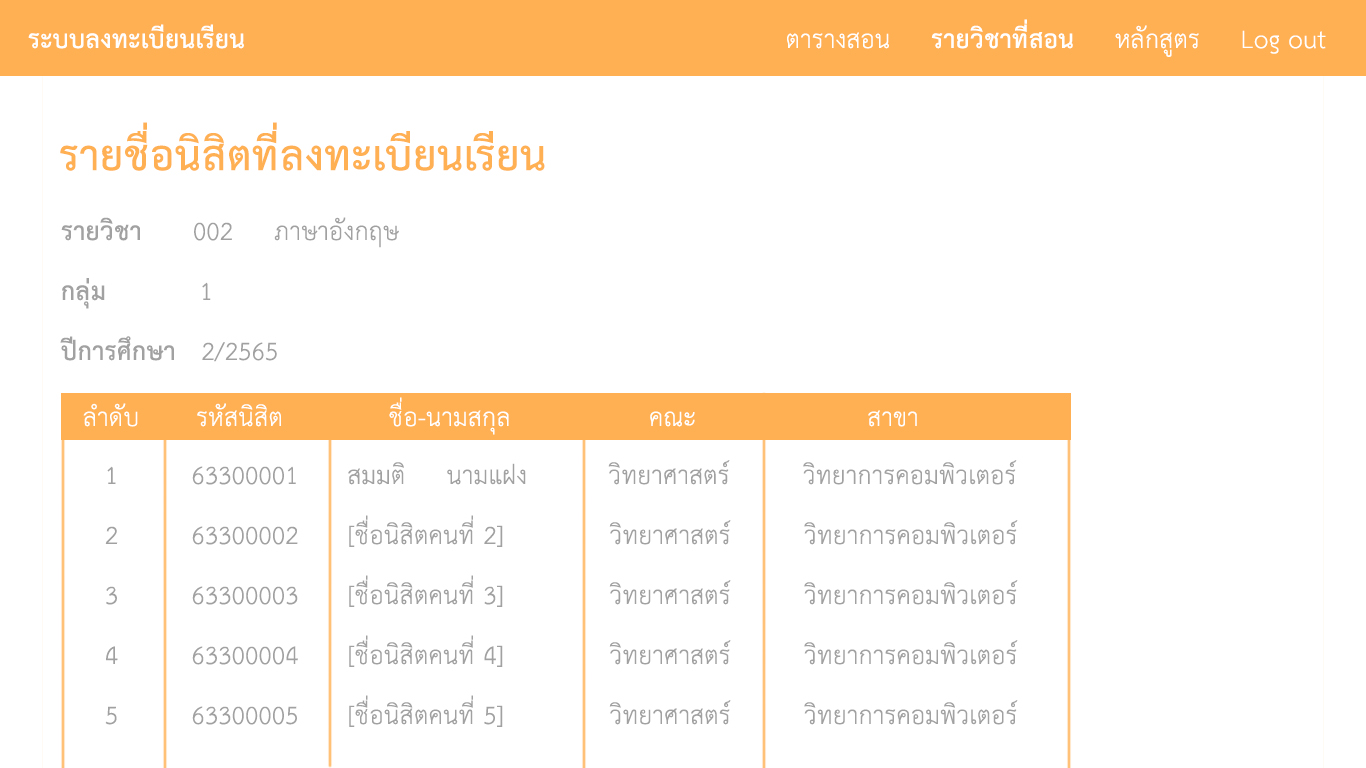 ระบบลงทะเบียนเรียน ตารางสอน รายวิชาที่สอน หลักสูตร Log out
รายชื่อนิสิตที่ลงทะเบียนเรียน
รายวิชา 002 ภาษาอังกฤษ
กลุ่ม 1
ปีการศึกษา 2/2565
ลำดับ รหัสนิสิต ชื่อ-นามสกุล คณะ สาขา
1 63300001 สมมติ นามแฝง วิทยาศาสตร์ วิทยาการคอมพิวเตอร์
2 63300002 [ชื่อนิสิตคนที่ 2] วิทยาศาสตร์ วิทยาการคอมพิวเตอร์
3 63300003 [ชื่อนิสิตคนที่ 3] วิทยาศาสตร์ วิทยาการคอมพิวเตอร์
4 63300004 [ชื่อนิสิตคนที่ 4] วิทยาศาสตร์ วิทยาการคอมพิวเตอร์
5 63300005 [ชื่อนิสิตคนที่ 5] วิทยาศาสตร์ วิทยาการคอมพิวเตอร์